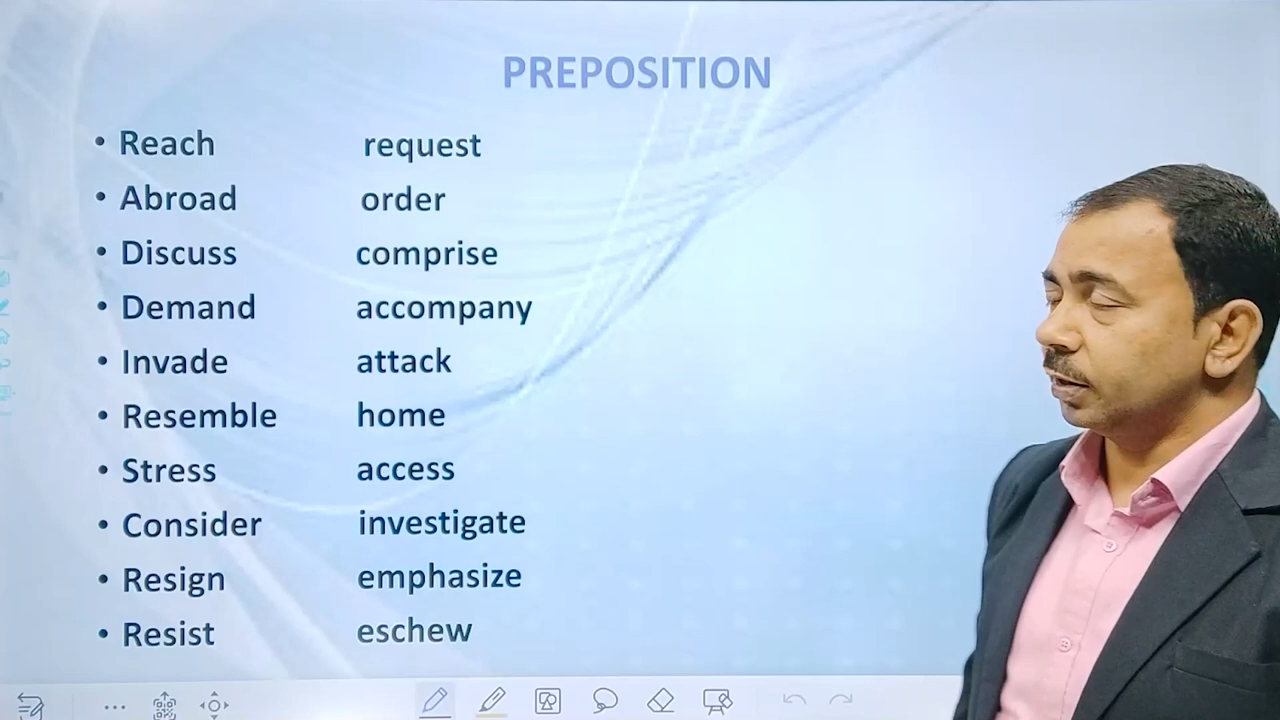 PREPOSITION
• Reach request
• Abroad order
• Discuss comprise
• Demand accompany
• Invade attack
• Resemble home
• Stress access
• Consider investigate
• Resign emphasize
• Resist eschew